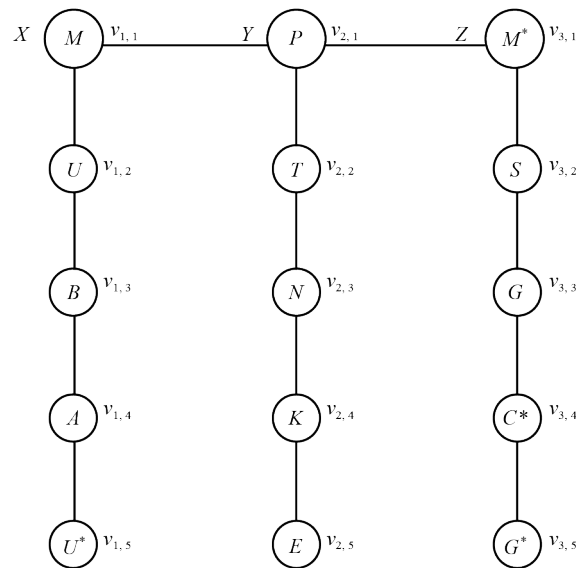 X M v1, 1 Y P v2, 1 Z M* v3, 1
U v1, 2 T v2, 2 S v3, 2
B v1, 3 N v2, 3 G v3, 3
A v1, 4 K v2, 4 C* v3, 4
U* v1, 5 E v2, 5 G* v3, 5